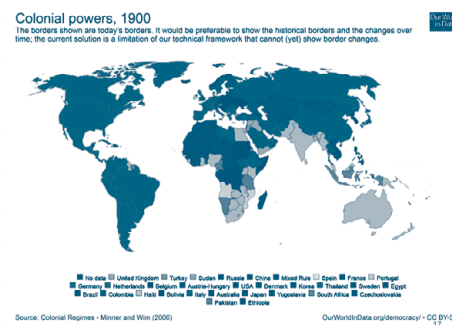 Colonial powers, 1900
The borders shown are today's borders. It would be preferable to show the historical borders and the changes over
time; the current solution is a limitation of our technical framework that cannot (yet) show border changes.
Our Wor
in Data
No data United Kingdom Turkey Sudan Russia China Mixed Rule Spain France Portugal
Germany Netherlands Belgium Austria-Hungary USA Denmark Korea Thailand Sweden Egypt
Brazil Colombia Haiti Bolivia Italy Australia Japan Yugoslavia South Africa Czechoslovakia
Pakistan Ethiopia
Source: Colonial Regimes - Minner and Wim (2006)
OurWorldInData.org/democracy/ • CC BY-S